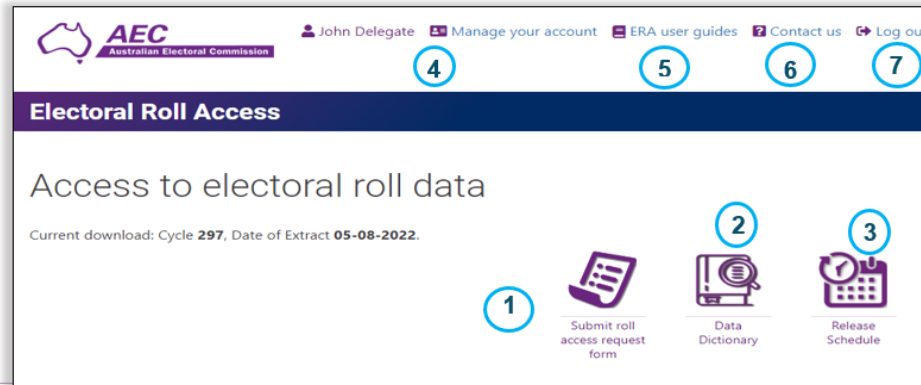 AEC
Australian Electoral Commission
John Delegate Manage your account ERA user guides Contact us Log ou
4 5 6 7
Electoral Roll Access
Access to electoral roll data
Current download: Cycle 297, Date of Extract 05-08-2022.
2 3
1
Submit roll
access request
form
Data
Dictionary
Release
Schedule